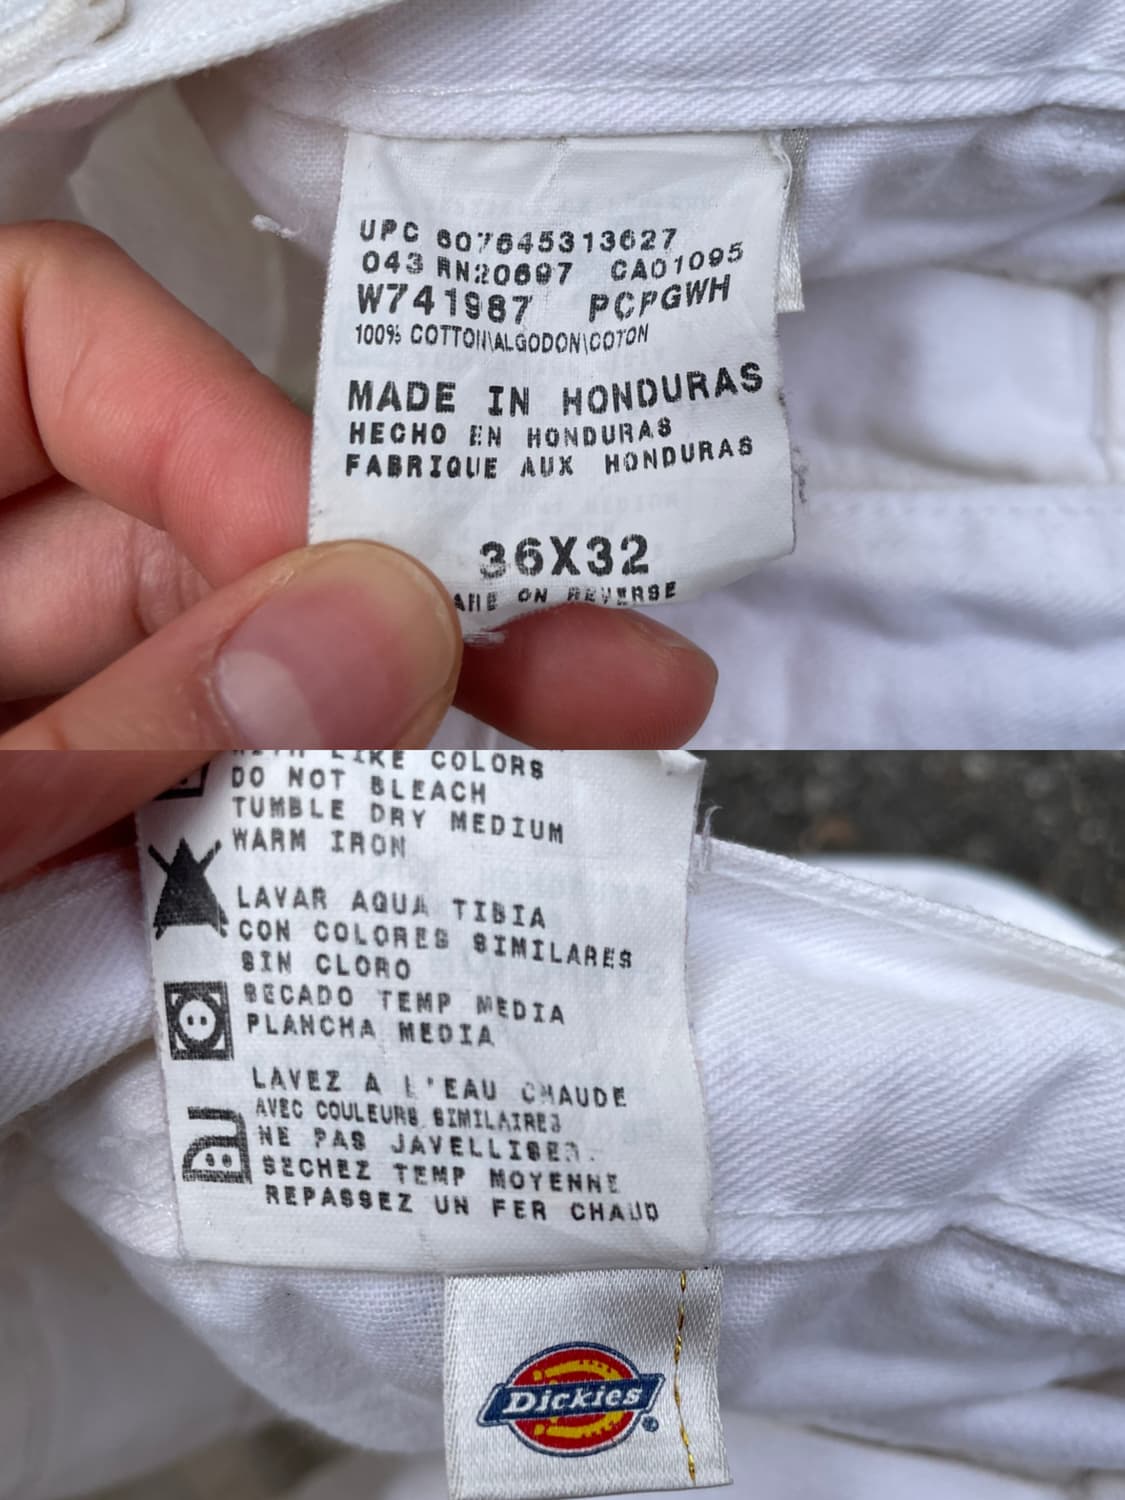 UPC 607645313627
043 RN20697 CA01095
W741987 PCPGWH
100% COTTON\ALGODON\COTON
MADE IN HONDURAS
HECHO EN HONDURAS
FABRIQUE AUX HONDURAS
36X32
ON REVERSE
WITH LIKE COLORS
DO NOT BLEACH
TUMBLE DRY MEDIUM
WARM IRON
LAVAR AQUA TIBIA
CON COLORES SIMILARES
SIN CLORO
SECADO TEMP MEDIA
PLANCHA MEDIA
LAVEZ A L'EAU CHAUDE
AVEC COULEURS SIMILAIRES
NE PAS JAVELLISER.
SECHEZ TEMP MOYENNE
REPASSEZ UN FER CHAUD
Dickies®